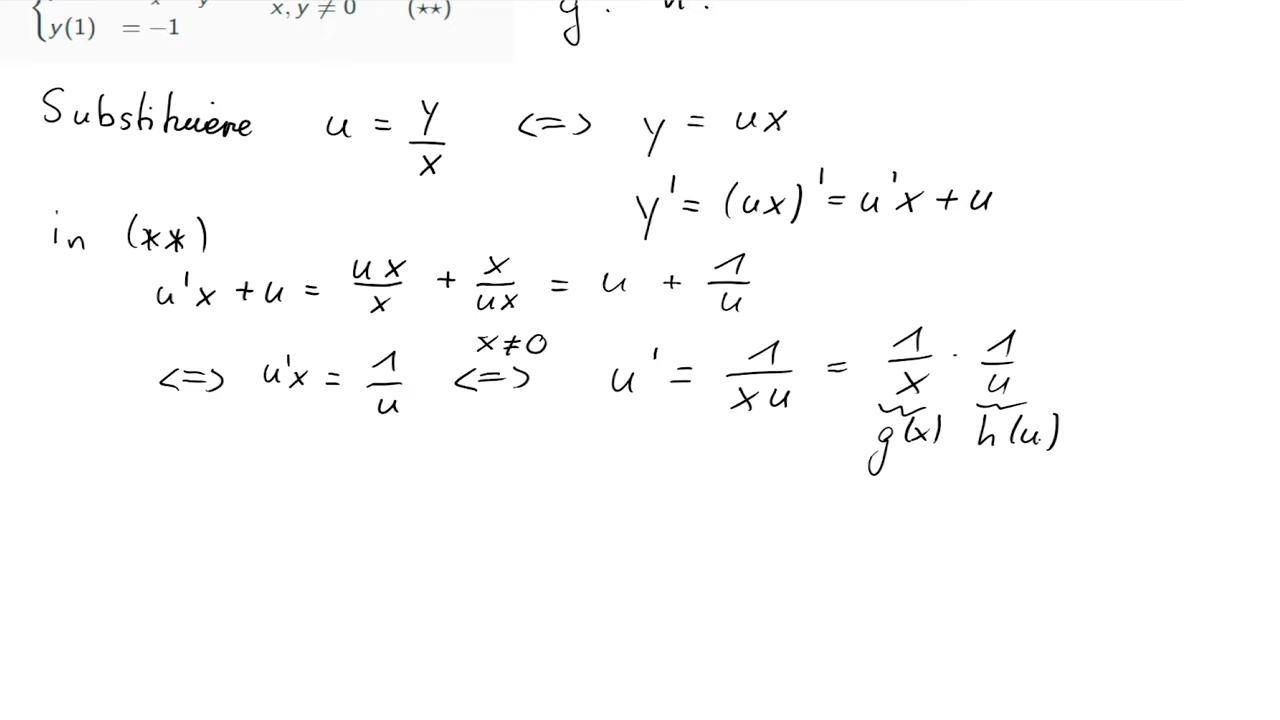 x, y ≠ 0 (⋆⋆)
y(1) = −1
Substituiere u = y/x <=> y = ux
y' = (ux)' = u'x + u
in (**)
u'x + u = ux/x + x/ux = u + 1/u
<=> u'x = 1/u <=> x≠0 u' = 1/xu = 1/x · 1/u
g(x) h(u)